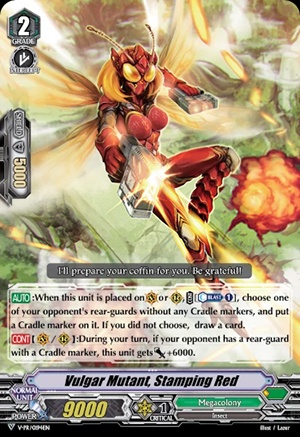 2
GRADE
INTERCEPT
SHIELD
5000
I'll prepare your coffin for you. Be grateful!
AUTO :When this unit is placed on or , [ BLAST 1 ], choose one
of your opponent's rear-guards without any Cradle markers, and put
a Cradle marker on it. If you did not choose, draw a card.
CONT [ ]:During your turn, if your opponent has a rear-guard
with a Cradle marker, this unit gets +6000.
NORMAL
UNIT
Vulgar Mutant, Stamping Red
POWER
9000
1
CRITICAL
Megacolony
Insect
V-PR/0194EN
Illust / Lazer